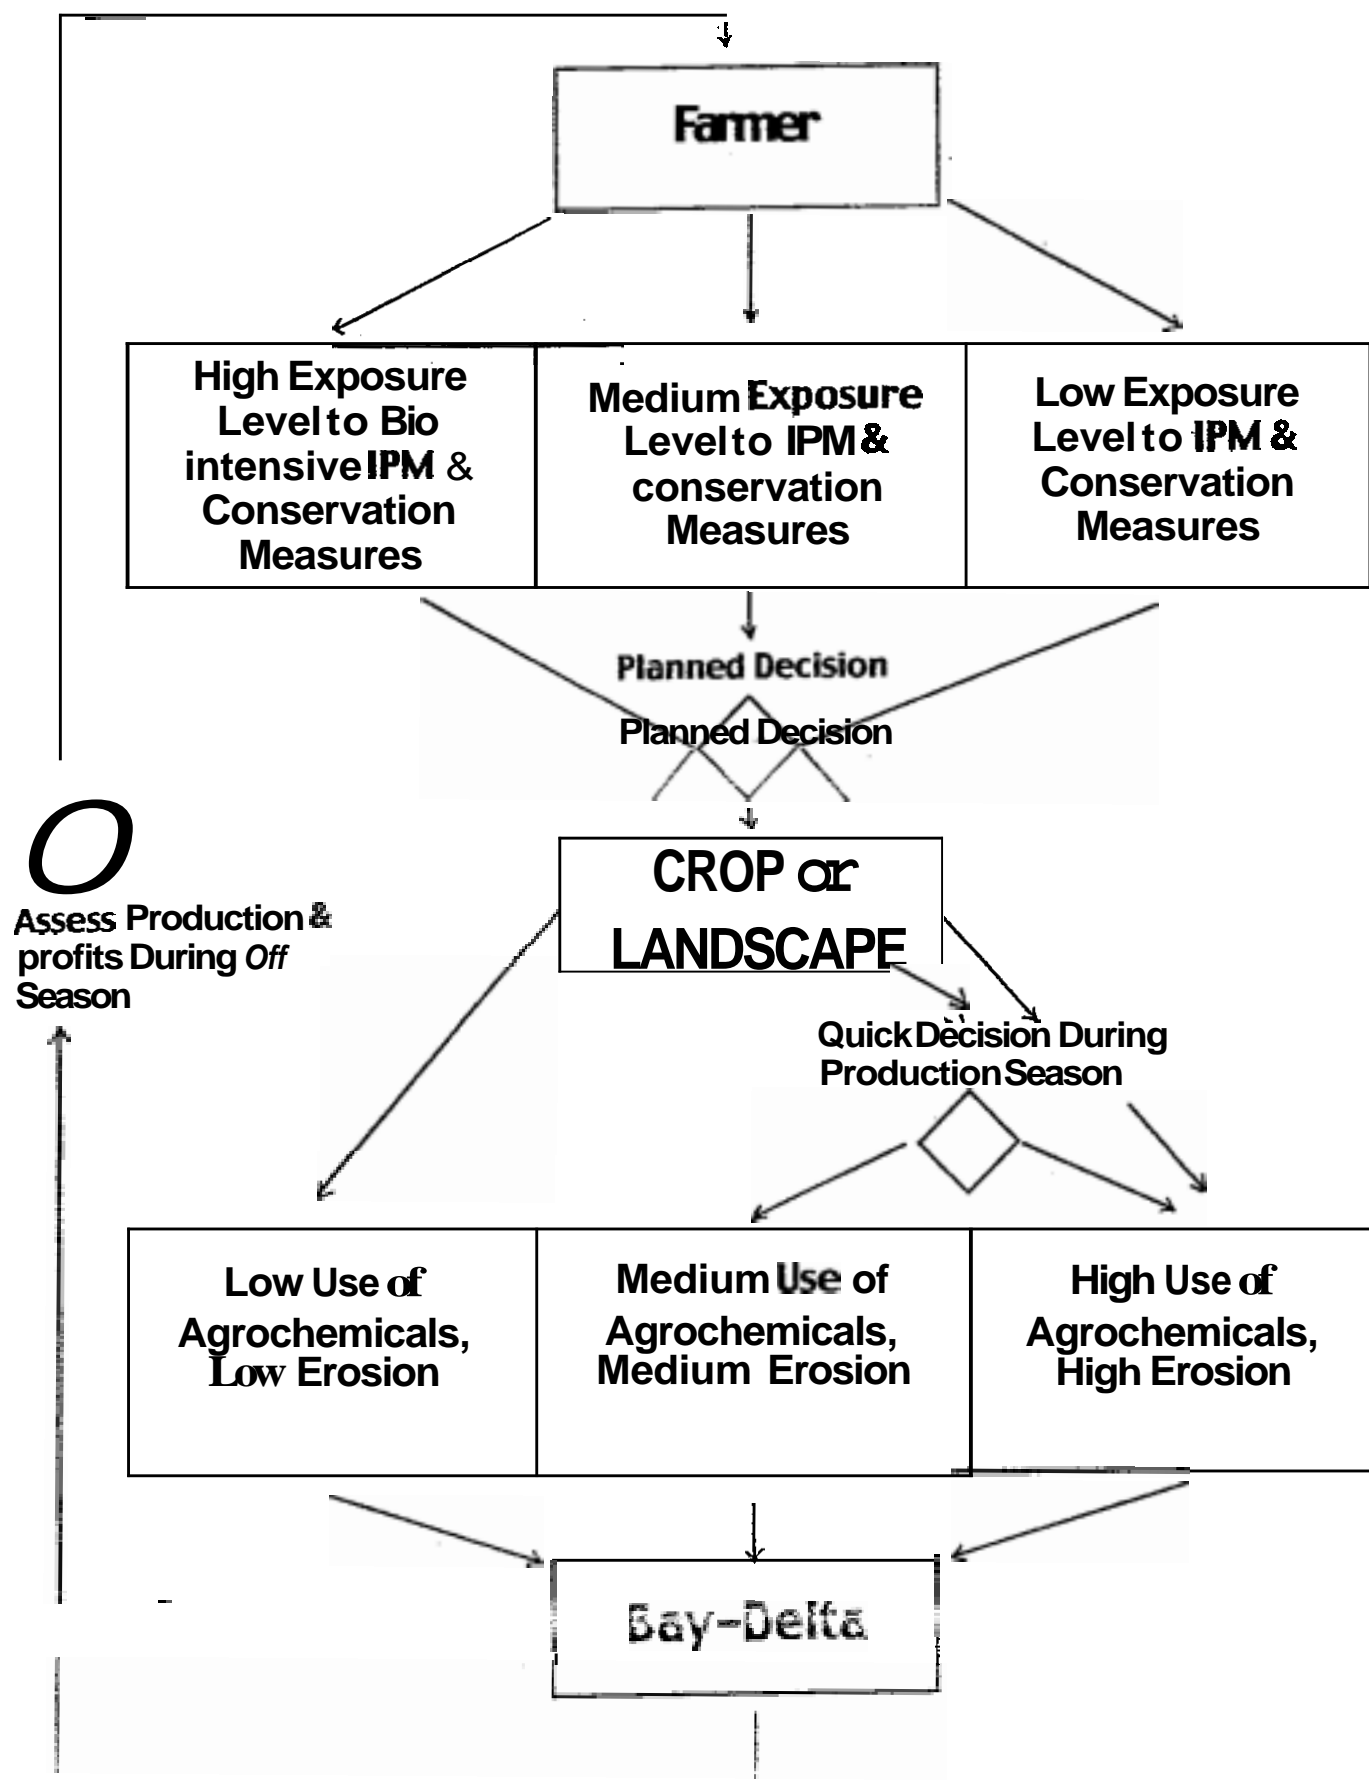 Farmer
High Exposure
Level to Bio
intensive IPM &
Conservation
Measures
Medium Exposure
Level to IPM &
conservation
Measures
Low Exposure
Level to IPM &
Conservation
Measures
Planned Decision
Planned Decision
CROP or
LANDSCAPE
O
Assess Production &
profits During Off
Season
Quick Decision During
Production Season
Low Use of
Agrochemicals,
Low Erosion
Medium Use of
Agrochemicals,
Medium Erosion
High Use of
Agrochemicals,
High Erosion
Bay-Delta